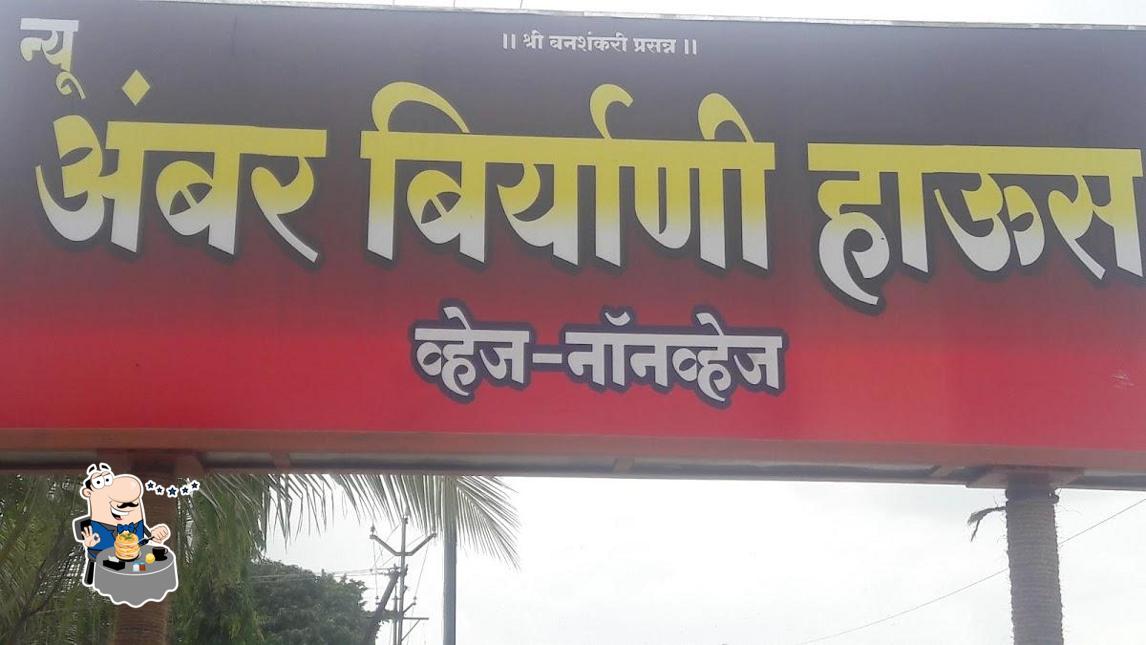 ॥ श्री बनशंकरी प्रसन्न ॥
न्यू
अंबर बिर्याणी हाऊस
व्हेज-नॉनव्हेज